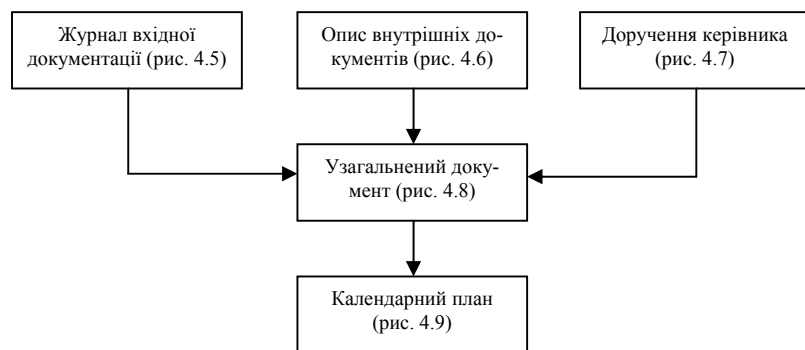 Журнал вхідної
документації (рис. 4.5)
Опис внутрішніх до-
кументів (рис. 4.6)
Доручення керівника
(рис. 4.7)
Узагальнений доку-
мент (рис. 4.8)
Календарний план
(рис. 4.9)